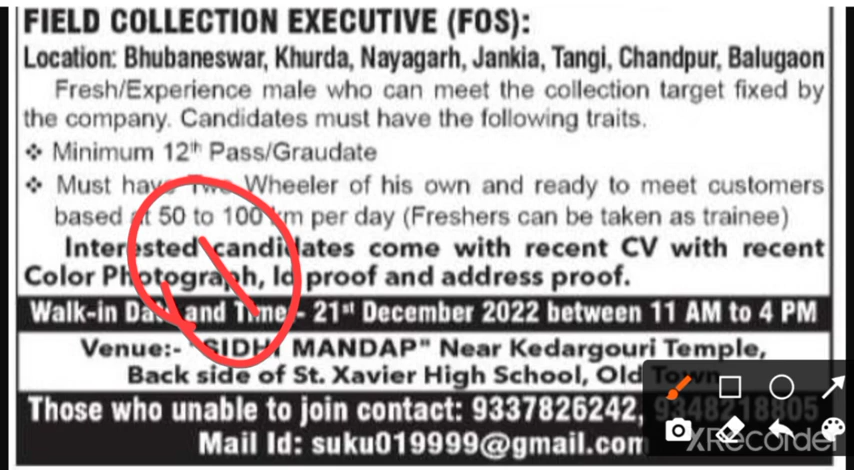 FIELD COLLECTION EXECUTIVE (FOS):
Location: Bhubaneswar, Khurda, Nayagarh, Jankia, Tangi, Chandpur, Balugaon
Fresh/Experience male who can meet the collection target fixed by
the company. Candidates must have the following traits.
❖ Minimum 12th Pass/Graudate
❖ Must have Two Wheeler of his own and ready to meet customers
based at 50 to 100 km per day (Freshers can be taken as trainee)
Interested candidates come with recent CV with recent
Color Photograph, Id proof and address proof.
Walk-in Date and Time - 21st December 2022 between 11 AM to 4 PM
Venue:- "SIDHI MANDAP" Near Kedargouri Temple,
Back side of St. Xavier High School, Old Town
Those who unable to join contact: 9337826242, 9348218805
Mail Id: suku019999@gmail.com
XRecorder